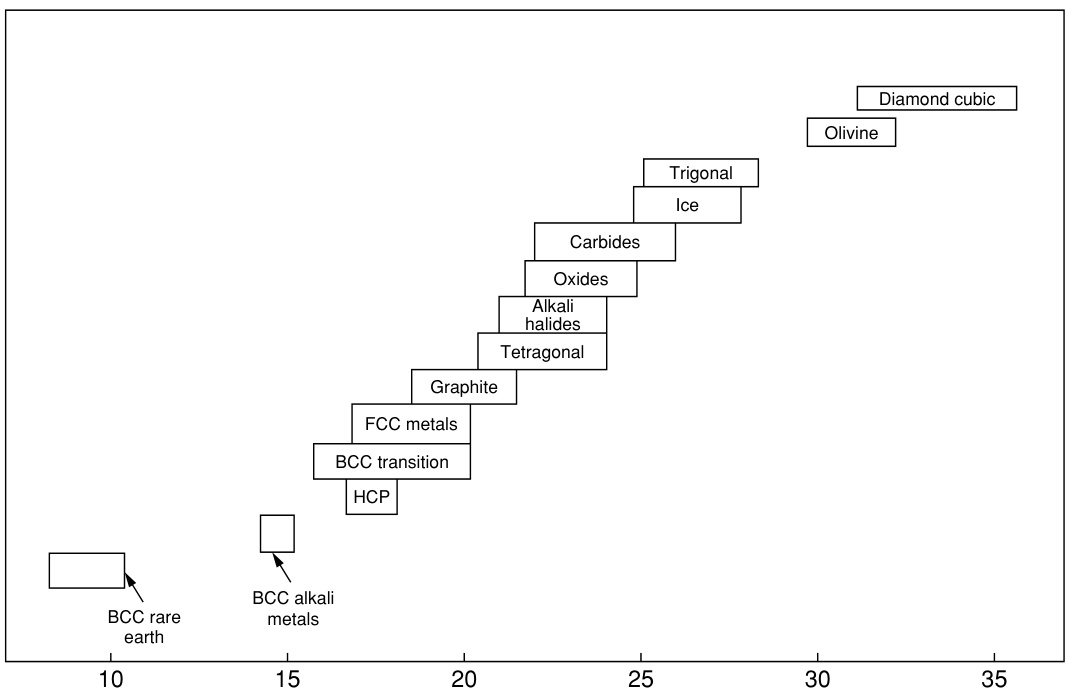 Diamond cubic
Olivine
Trigonal
Ice
Carbides
Oxides
Alkali
halides
Tetragonal
Graphite
FCC metals
BCC transition
HCP
BCC alkali
metals
BCC rare
earth
10 15 20 25 30 35